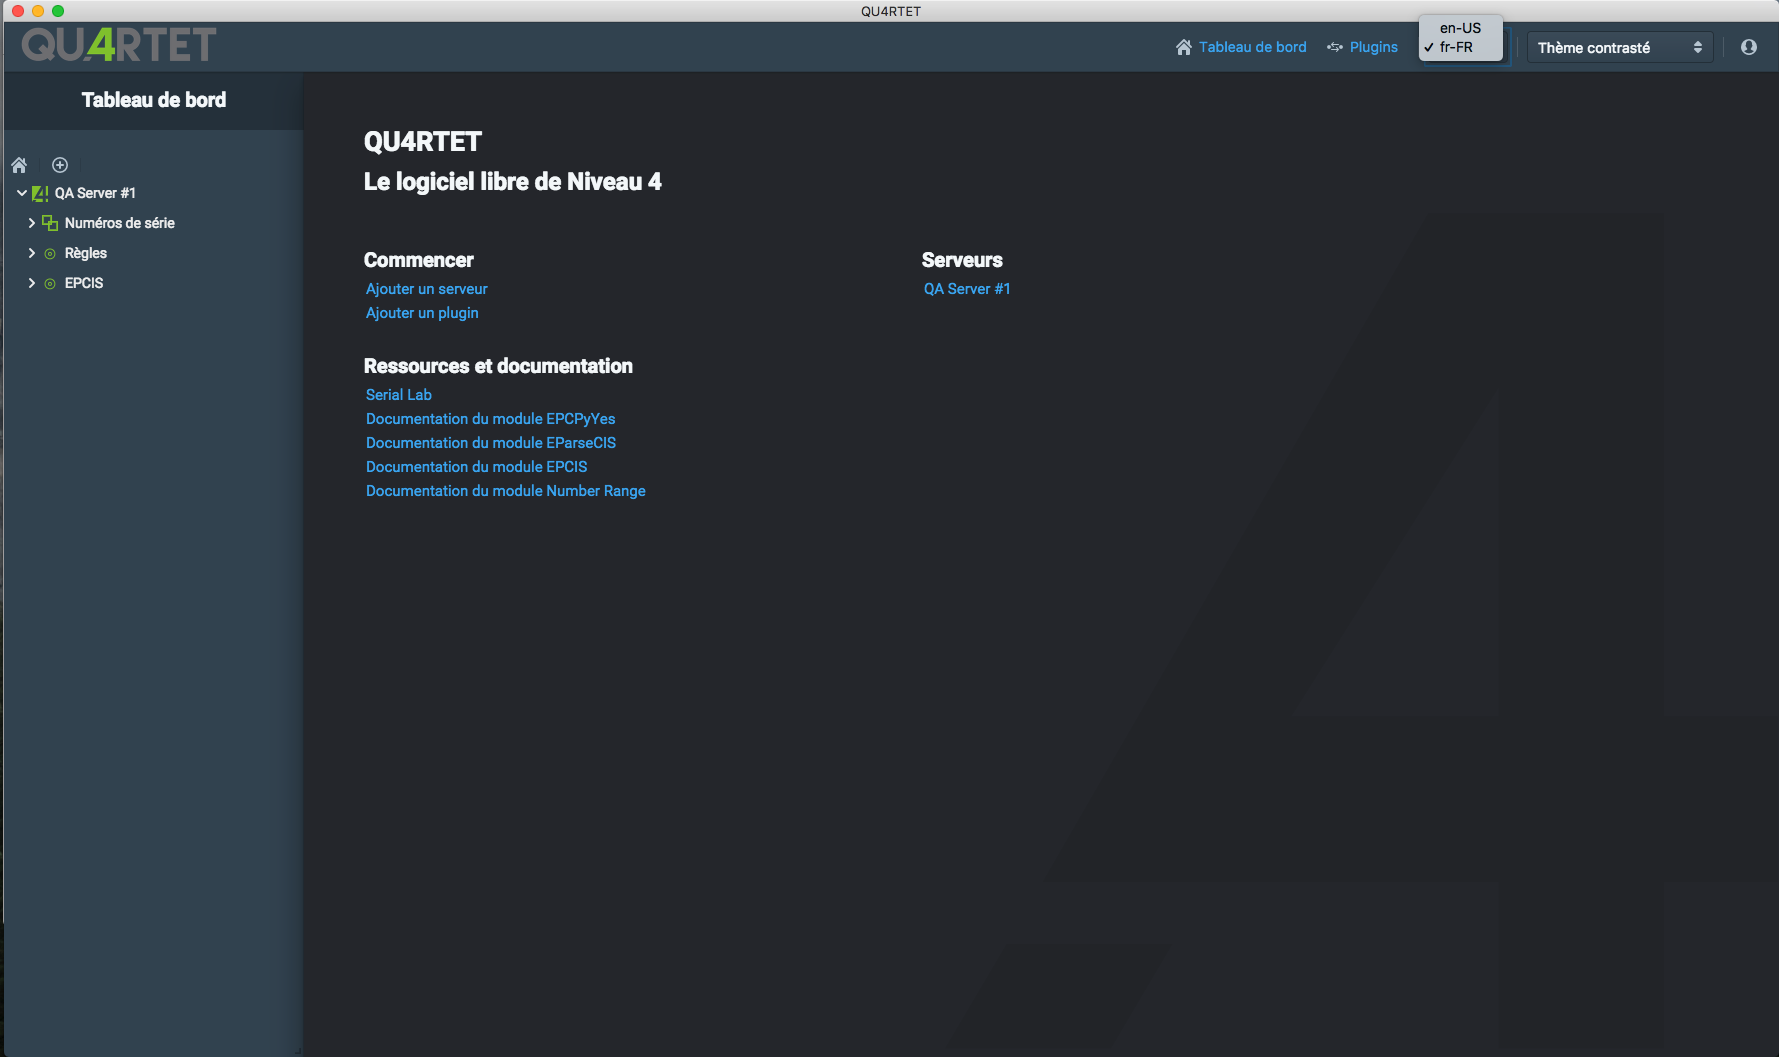 QU4RTET
QU4RTET
Tableau de bord
Plugins
en-US
✓ fr-FR
Thème contrasté
Tableau de bord
QA Server #1
Numéros de série
Règles
EPCIS
QU4RTET
Le logiciel libre de Niveau 4
Commencer
Ajouter un serveur
Ajouter un plugin
Serveurs
QA Server #1
Ressources et documentation
Serial Lab
Documentation du module EPCPyYes
Documentation du module EParseCIS
Documentation du module EPCIS
Documentation du module Number Range